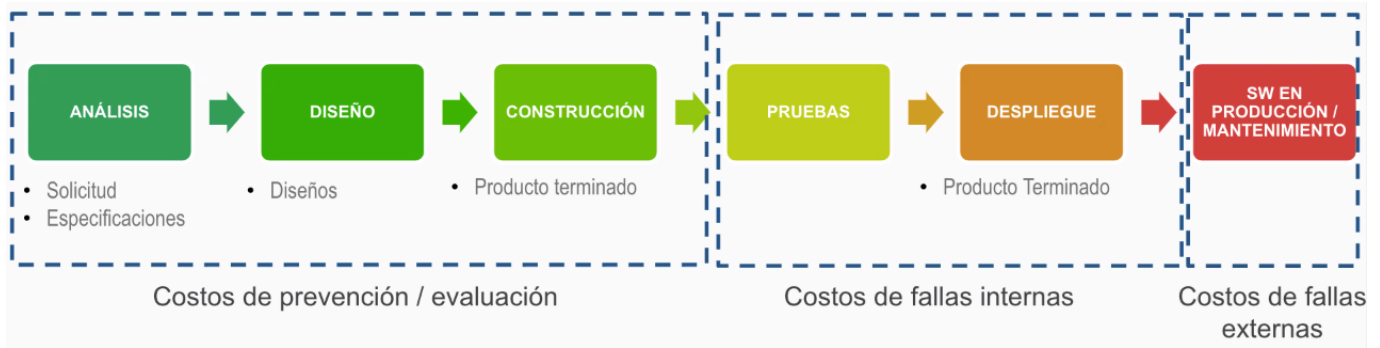 ANÁLISIS
DISEÑO
CONSTRUCCIÓN
PRUEBAS
DESPLIEGUE
SW EN
PRODUCCIÓN /
MANTENIMIENTO
• Solicitud
• Especificaciones
• Diseños
• Producto terminado
• Producto Terminado
Costos de prevención / evaluación
Costos de fallas internas
Costos de fallas
externas